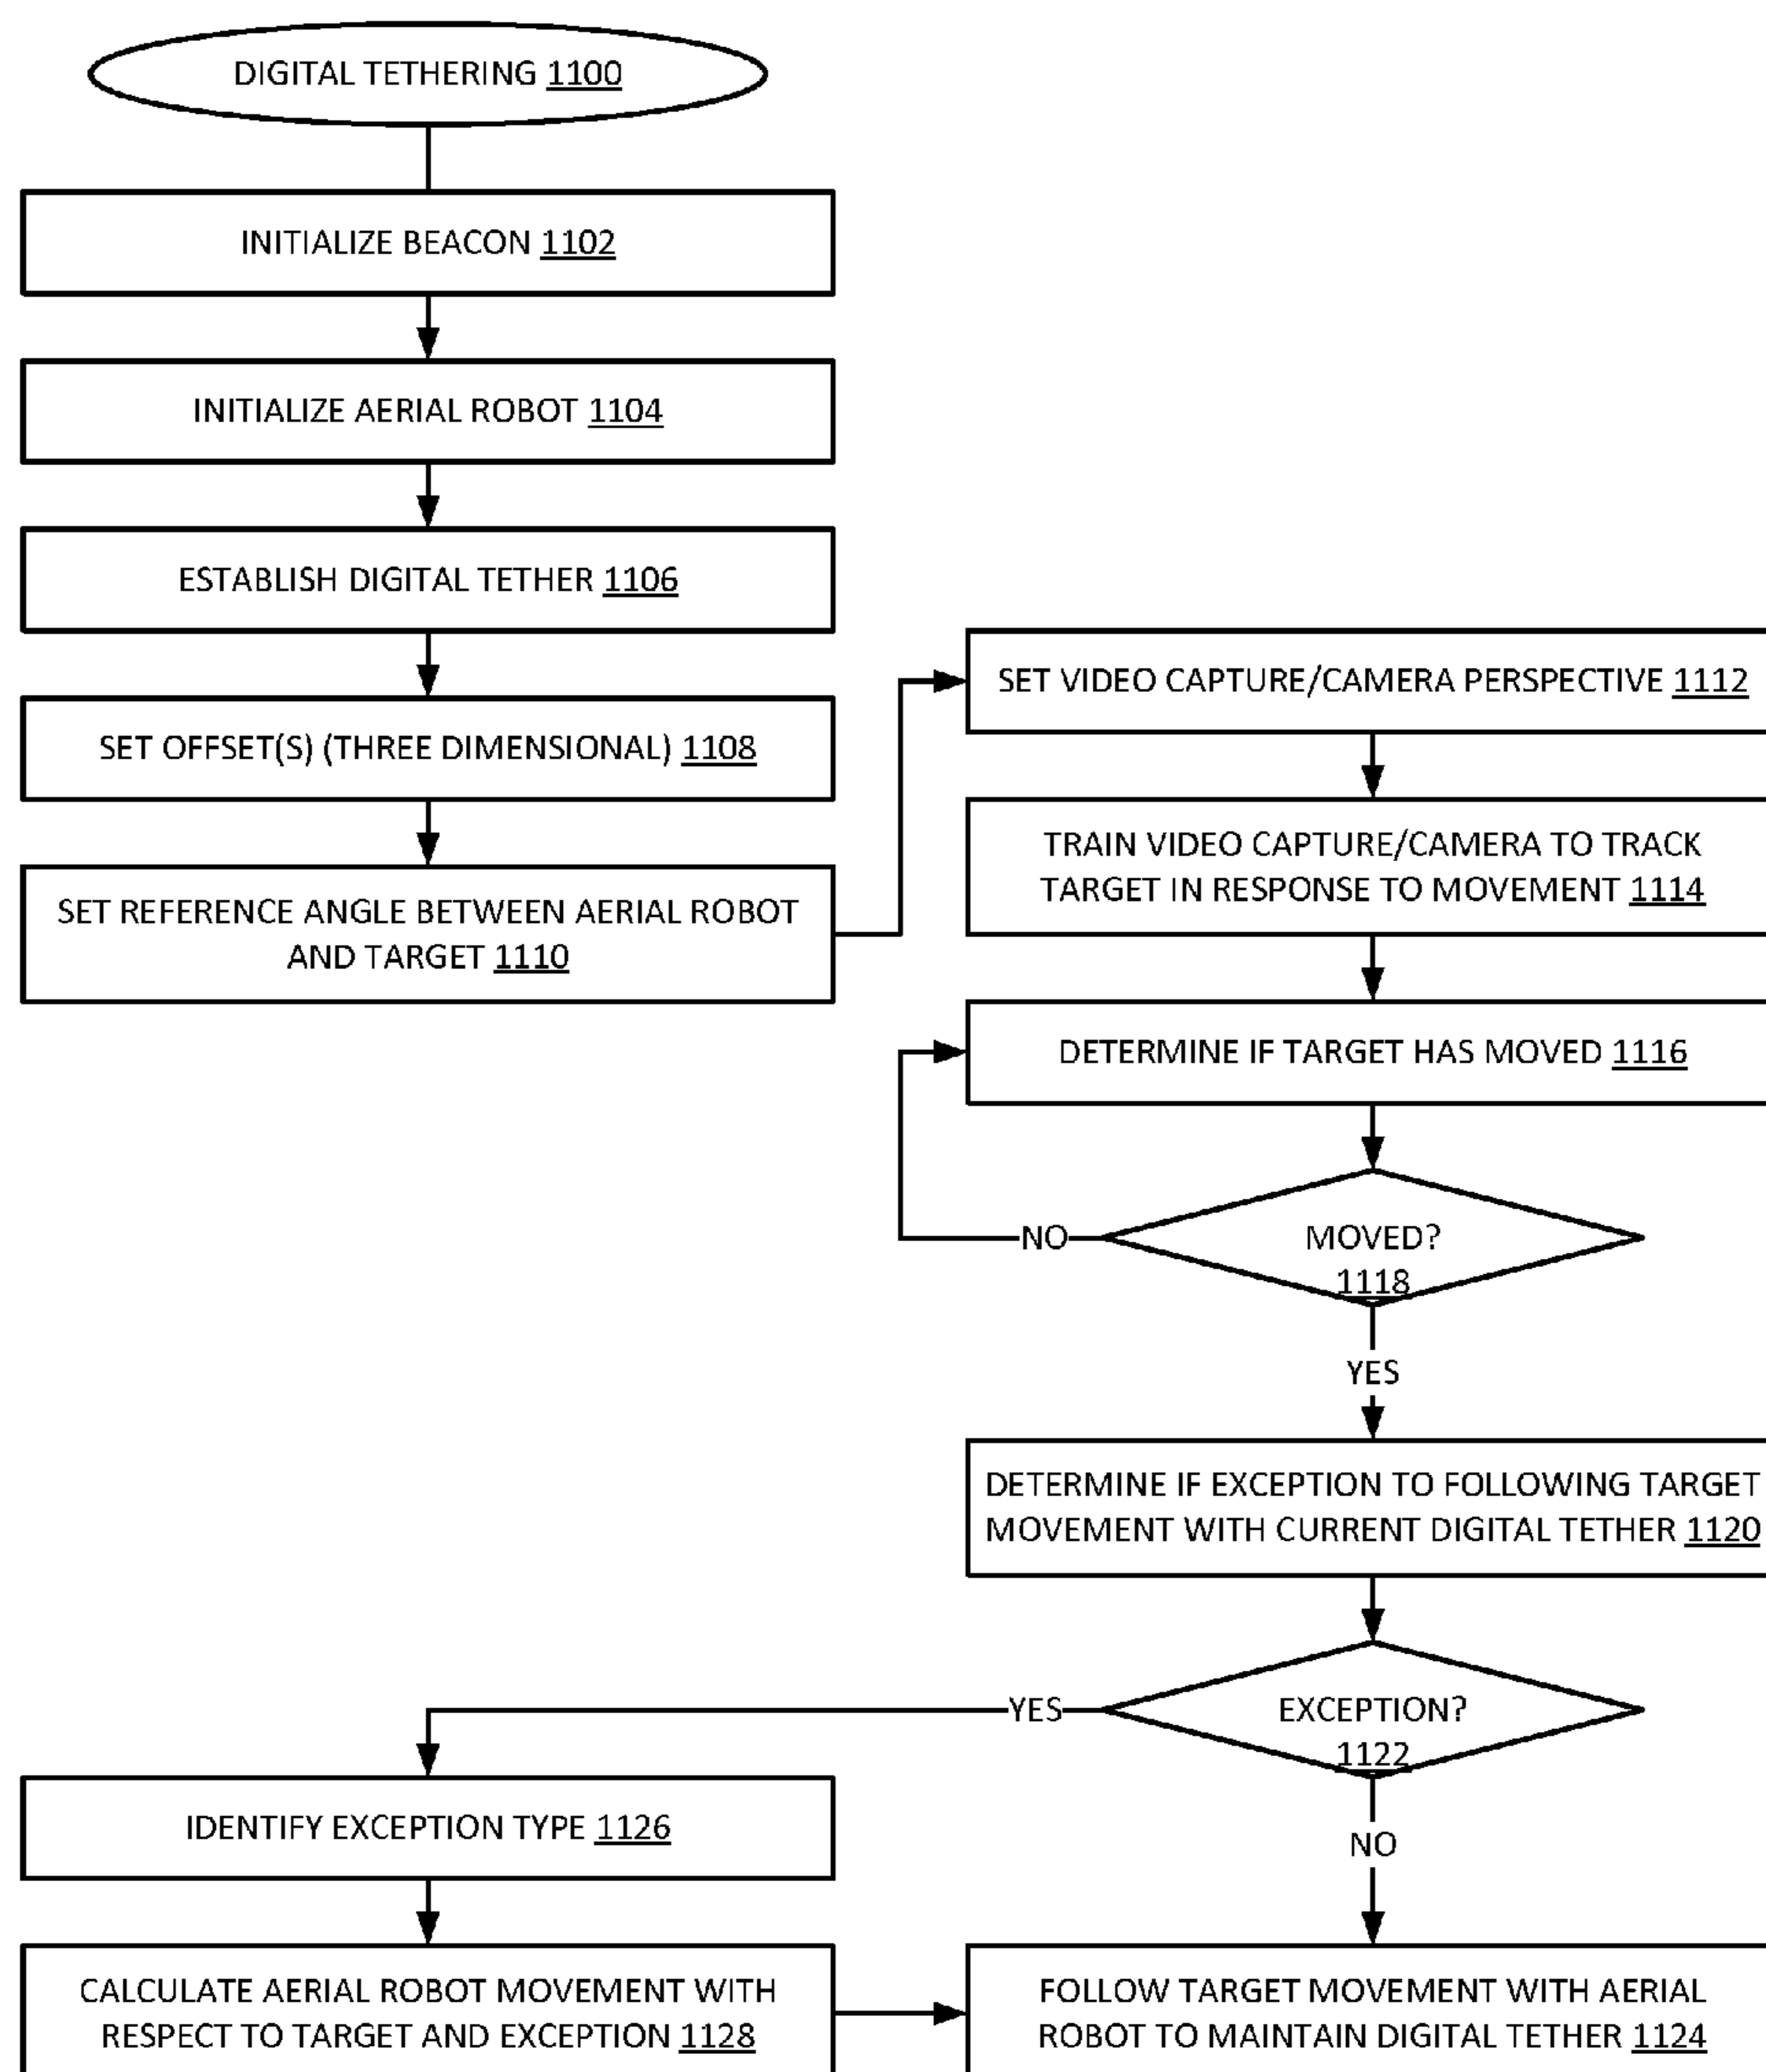 DIGITAL TETHERING 1100
INITIALIZE BEACON 1102
INITIALIZE AERIAL ROBOT 1104
ESTABLISH DIGITAL TETHER 1106
SET OFFSET(S) (THREE DIMENSIONAL) 1108
SET REFERENCE ANGLE BETWEEN AERIAL ROBOT
AND TARGET 1110
SET VIDEO CAPTURE/CAMERA PERSPECTIVE 1112
TRAIN VIDEO CAPTURE/CAMERA TO TRACK
TARGET IN RESPONSE TO MOVEMENT 1114
DETERMINE IF TARGET HAS MOVED 1116
MOVED?
1118
NO
YES
DETERMINE IF EXCEPTION TO FOLLOWING TARGET
MOVEMENT WITH CURRENT DIGITAL TETHER 1120
EXCEPTION?
1122
YES
NO
IDENTIFY EXCEPTION TYPE 1126
CALCULATE AERIAL ROBOT MOVEMENT WITH
RESPECT TO TARGET AND EXCEPTION 1128
FOLLOW TARGET MOVEMENT WITH AERIAL
ROBOT TO MAINTAIN DIGITAL TETHER 1124